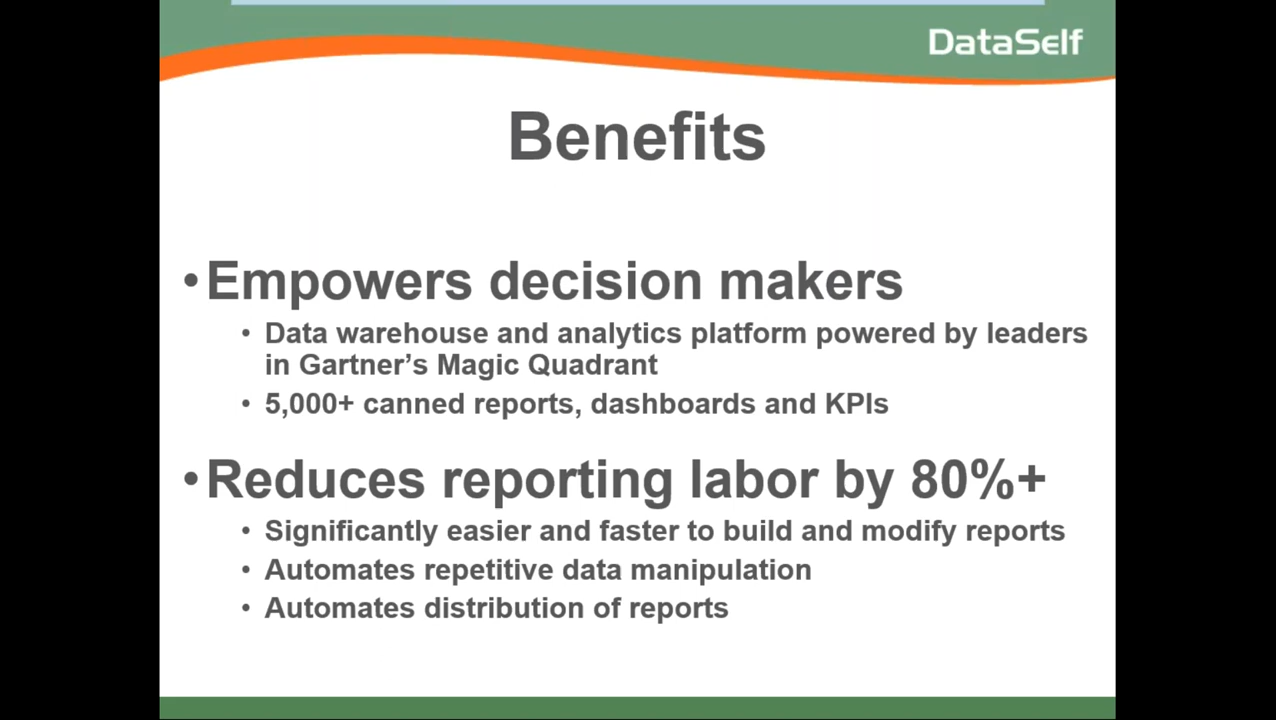 DataSelf
Benefits
•Empowers decision makers
• Data warehouse and analytics platform powered by leaders
in Gartner’s Magic Quadrant
• 5,000+ canned reports, dashboards and KPIs
•Reduces reporting labor by 80%+
• Significantly easier and faster to build and modify reports
• Automates repetitive data manipulation
• Automates distribution of reports